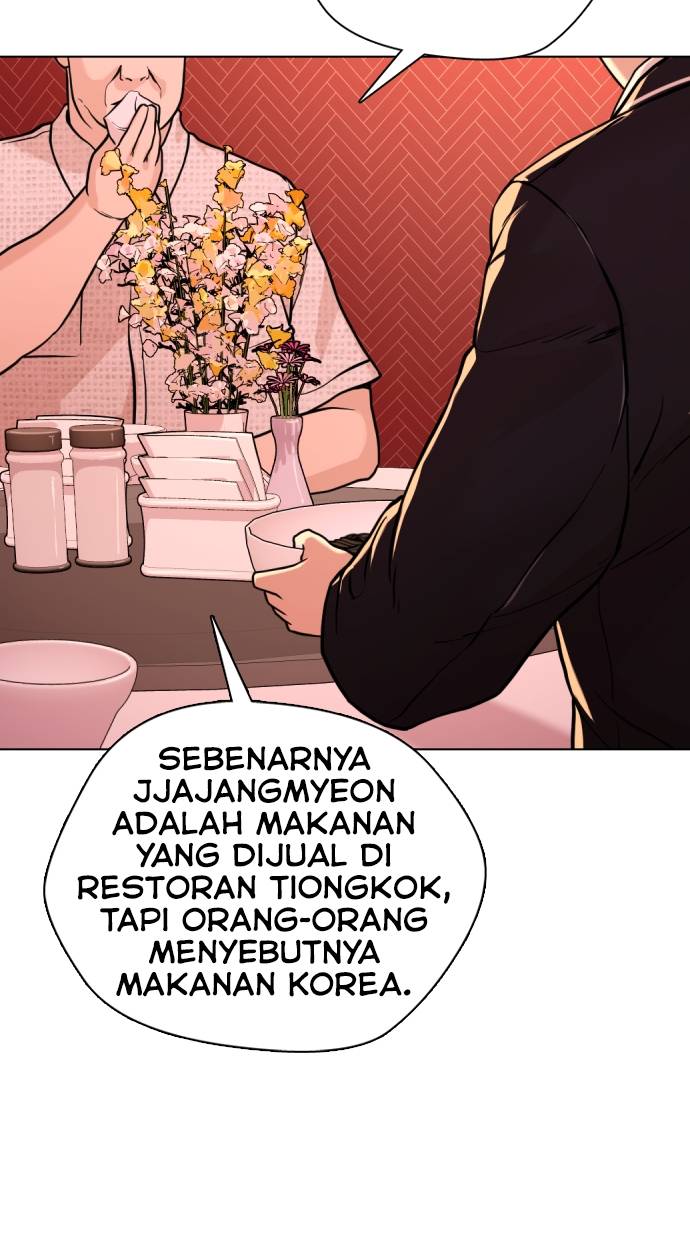 SEBENARNYA
JJAJANGMYEON
ADALAH MAKANAN
YANG DIJUAL DI
RESTORAN TIONGKOK,
TAPI ORANG-ORANG
MENYEBUTNYA
MAKANAN KOREA.